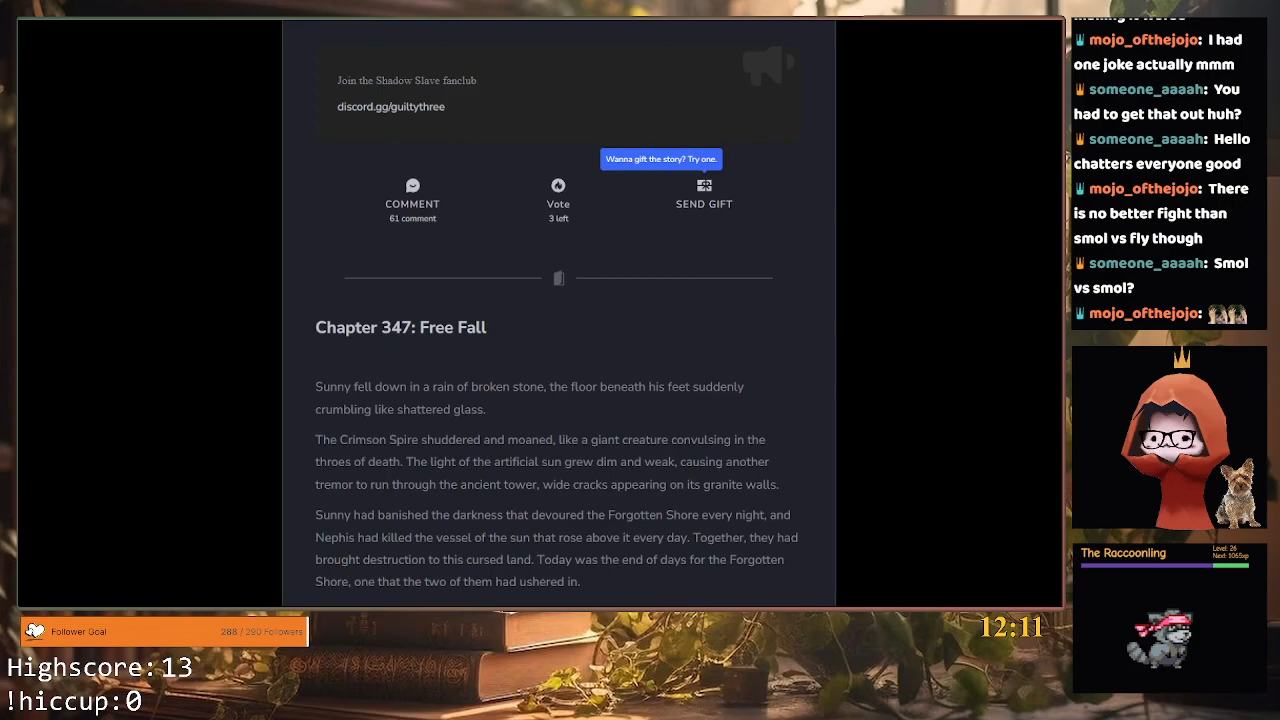 Join the Shadow Slave fanclub
discord.gg/guiltythree
Wanna gift the story? Try one.
COMMENT
61 comment
Vote
3 left
SEND GIFT
Chapter 347: Free Fall
Sunny fell down in a rain of broken stone, the floor beneath his feet suddenly
crumbling like shattered glass.
The Crimson Spire shuddered and moaned, like a giant creature convulsing in the
throes of death. The light of the artificial sun grew dim and weak, causing another
tremor to run through the ancient tower, wide cracks appearing on its granite walls.
Sunny had banished the darkness that devoured the Forgotten Shore every night, and
Nephis had killed the vessel of the sun that rose above it every day. Together, they had
brought destruction to this cursed land. Today was the end of days for the Forgotten
Shore, one that the two of them had ushered in.
mojo_ofthejojo: I had
one joke actually mmm
someone_aaaah: You
had to get that out huh?
someone_aaaah: Hello
chatters everyone good
mojo_ofthejojo: There
is no better fight than
smol vs fly though
someone_aaaah: Smol
vs smol?
mojo_ofthejojo:
The Raccoonling
Level: 26
Next: 1065xp
Follower Goal
288 / 290 Followers
12:11
Highscore:13
!hiccup:0